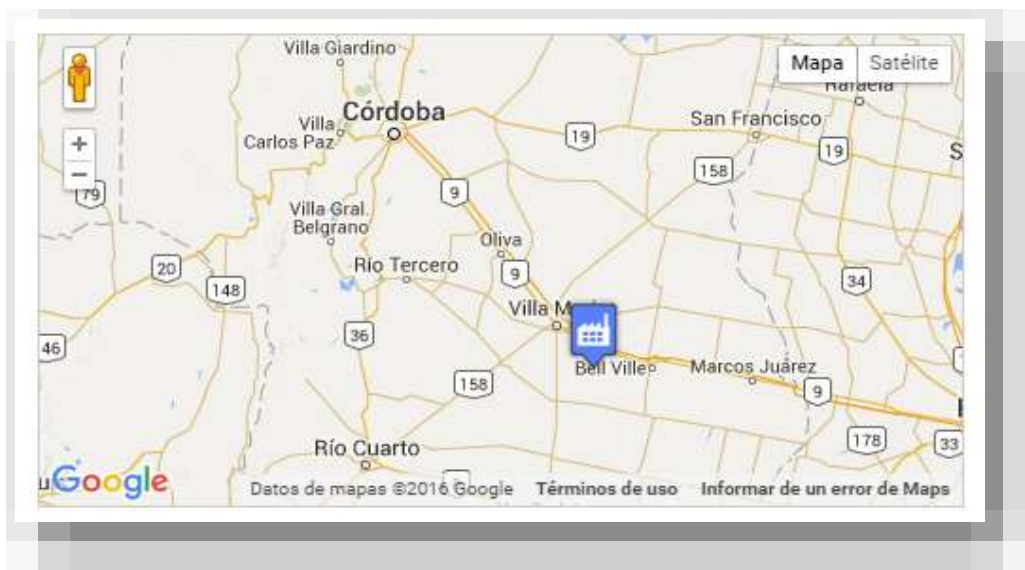 Villa Giardino
Mapa
Satélite
Rafaela
Córdoba
San Francisco
Villa
Carlos Paz
19
19
+
−
158
79
9
Villa Gral.
Belgrano
Oliva
Río Tercero
20
9
34
148
Villa
36
46
Bell Ville
Marcos Juárez
158
9
178
33
Río Cuarto
Google
Datos de mapas ©2016 Google
Términos de uso
Informar de un error de Maps